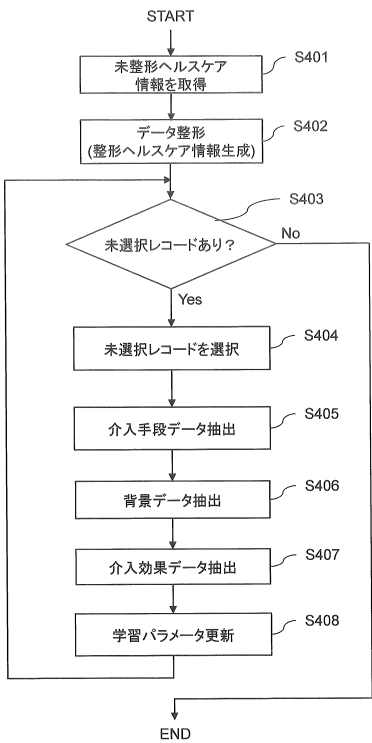 START
未整形ヘルスケア
情報を取得
S401
データ整形
(整形ヘルスケア情報生成)
S402
S403
未選択レコードあり?
No
Yes
未選択レコードを選択
S404
介入手段データ抽出
S405
背景データ抽出
S406
介入効果データ抽出
S407
学習パラメータ更新
S408
END